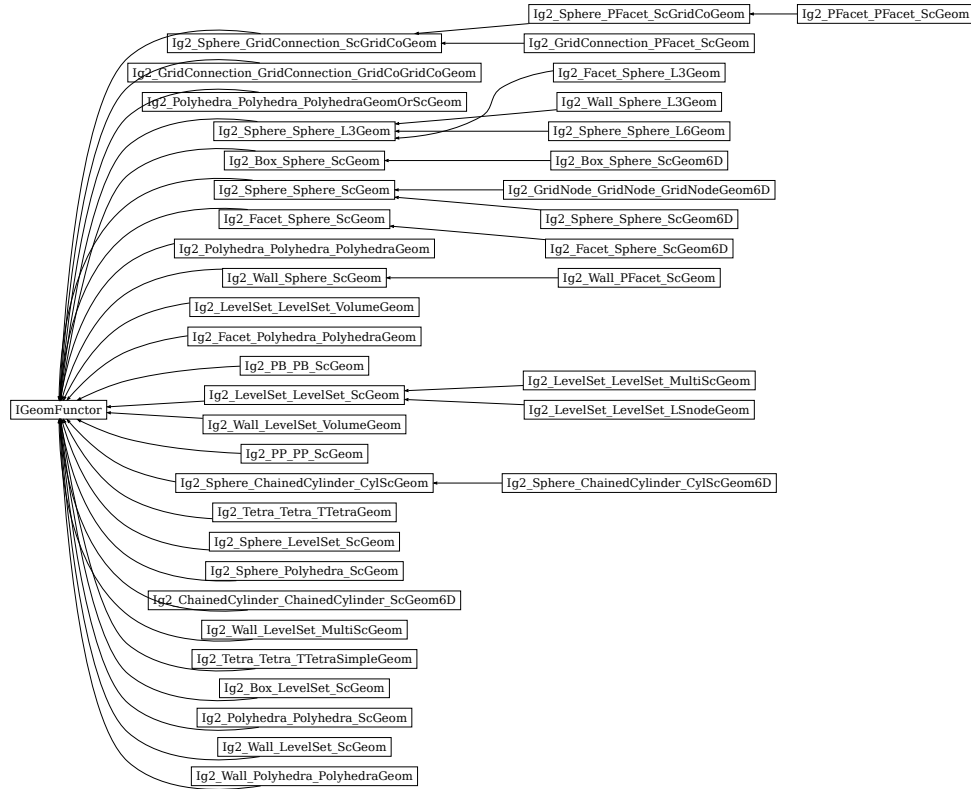 Ig2_Sphere_PFacet_ScGridCoGeom
Ig2_PFacet_PFacet_ScGeom
Ig2_Sphere_GridConnection_ScGridCoGeom
Ig2_GridConnection_PFacet_ScGeom
Ig2_GridConnection_GridConnection_GridCoGridCoGeom
Ig2_Facet_Sphere_L3Geom
Ig2_Polyhedra_Polyhedra_PolyhedraGeomOrScGeom
Ig2_Wall_Sphere_L3Geom
Ig2_Sphere_Sphere_L3Geom
Ig2_Sphere_Sphere_L6Geom
Ig2_Box_Sphere_ScGeom
Ig2_Box_Sphere_ScGeom6D
Ig2_Sphere_Sphere_ScGeom
Ig2_GridNode_GridNode_GridNodeGeom6D
Ig2_Facet_Sphere_ScGeom
Ig2_Sphere_Sphere_ScGeom6D
Ig2_Polyhedra_Polyhedra_PolyhedraGeom
Ig2_Facet_Sphere_ScGeom6D
Ig2_Wall_Sphere_ScGeom
Ig2_Wall_PFacet_ScGeom
Ig2_LevelSet_LevelSet_VolumeGeom
Ig2_Facet_Polyhedra_PolyhedraGeom
Ig2_PB_PB_ScGeom
Ig2_LevelSet_LevelSet_ScGeom
Ig2_LevelSet_LevelSet_MultiScGeom
IGeomFunctor
Ig2_LevelSet_LevelSet_LSnodeGeom
Ig2_Wall_LevelSet_VolumeGeom
Ig2_PP_PP_ScGeom
Ig2_Sphere_ChainedCylinder_CylScGeom
Ig2_Sphere_ChainedCylinder_CylScGeom6D
Ig2_Tetra_Tetra_TTetraGeom
Ig2_Sphere_LevelSet_ScGeom
Ig2_Sphere_Polyhedra_ScGeom
Ig2_ChainedCylinder_ChainedCylinder_ScGeom6D
Ig2_Wall_LevelSet_MultiScGeom
Ig2_Tetra_Tetra_TTetraSimpleGeom
Ig2_Box_LevelSet_ScGeom
Ig2_Polyhedra_Polyhedra_ScGeom
Ig2_Wall_LevelSet_ScGeom
Ig2_Wall_Polyhedra_PolyhedraGeom